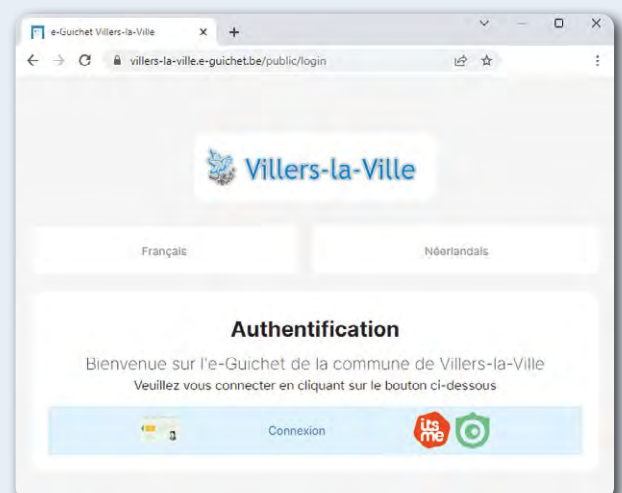 e-Guichet Villers-la-Ville
villers-la-ville.e-guichet.be/public/login
Villers-la-Ville
Français
Néerlandais
Authentification
Bienvenue sur l'e-Guichet de la commune de Villers-la-Ville
Veuillez vous connecter en cliquant sur le bouton ci-dessous
Connexion
itsme